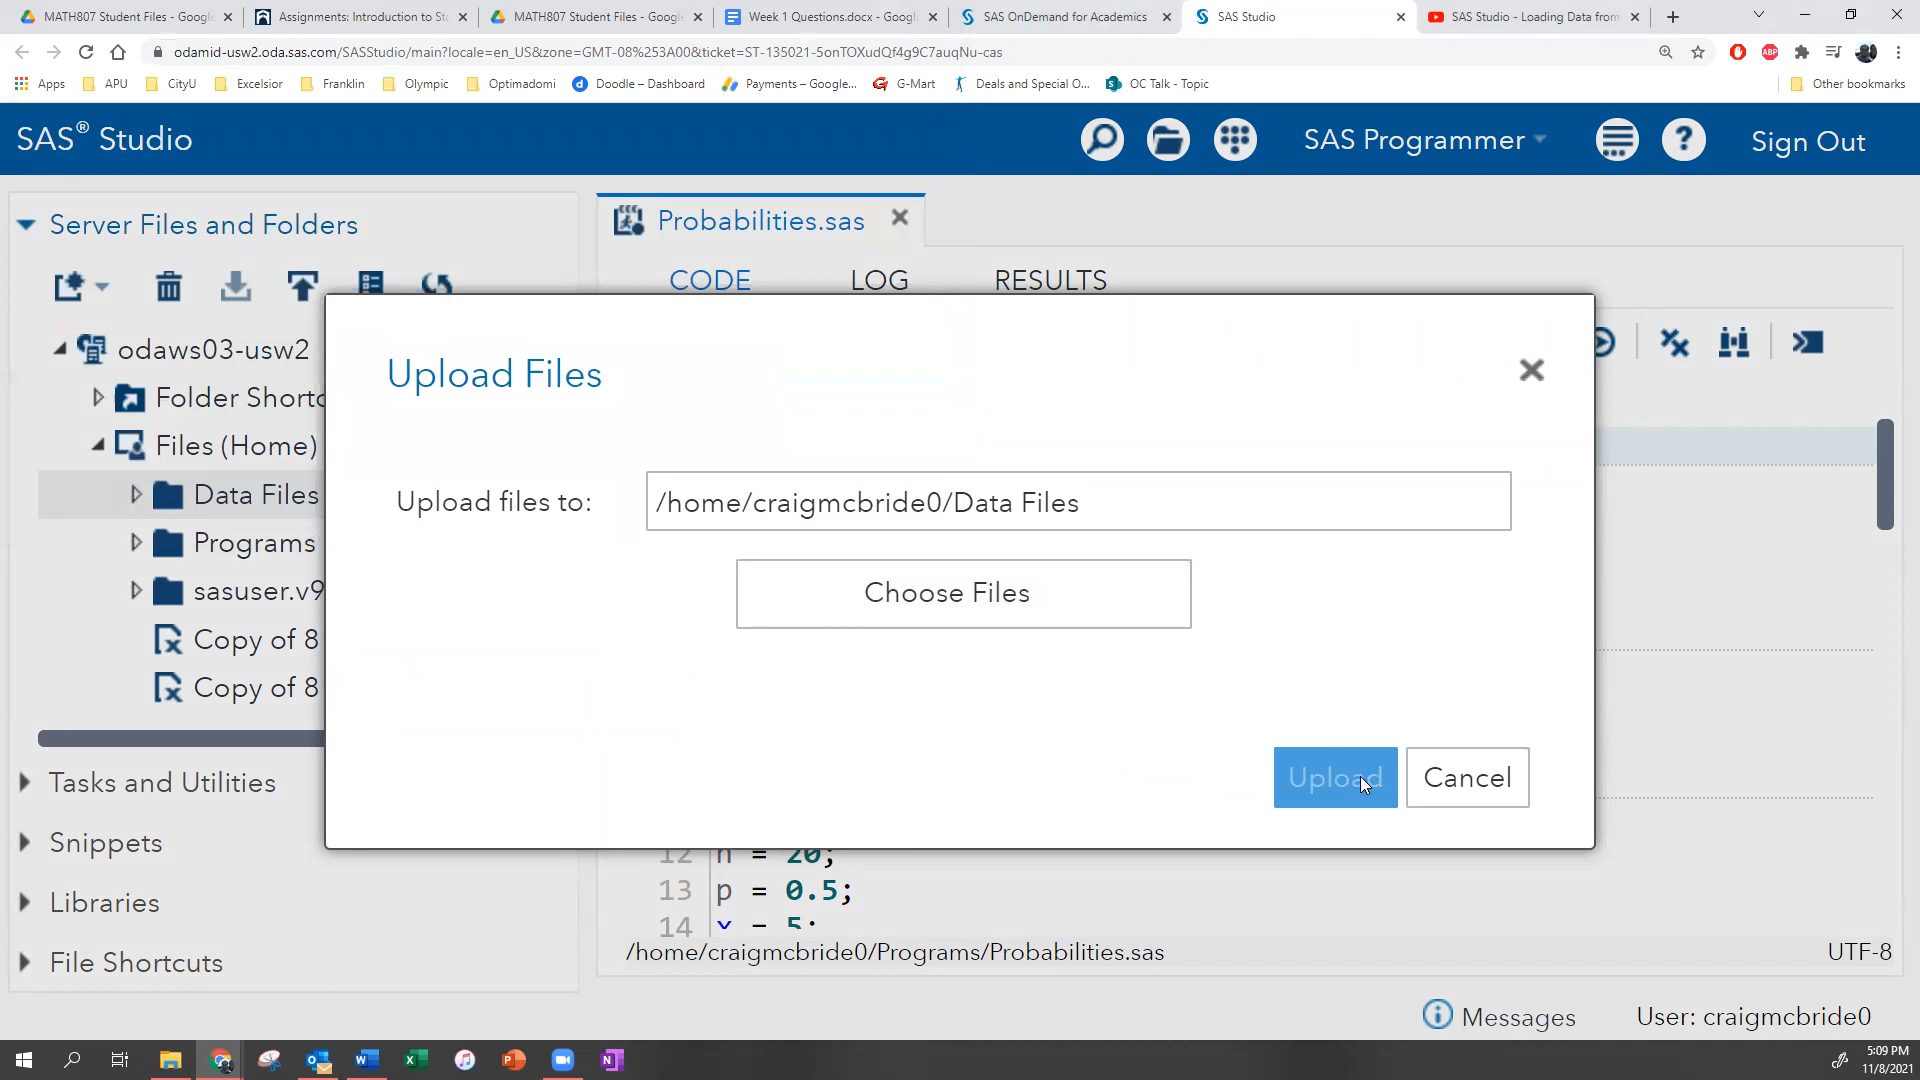 MATH807 Student Files - Google
Assignments: Introduction to Sta
MATH807 Student Files - Google
Week 1 Questions.docx - Google
SAS OnDemand for Academics
SAS Studio
SAS Studio - Loading Data from
odamid-usw2.oda.sas.com/SASStudio/main?locale=en_US&zone=GMT-08%253A00&ticket=ST-135021-5onTOXudQf4g9C7auqNu-cas
Apps
APU
CityU
Excelsior
Franklin
Olympic
Optimadomi
Doodle – Dashboard
Payments – Google...
G-Mart
Deals and Special O...
OC Talk - Topic
Other bookmarks
SAS® Studio
SAS Programmer
Sign Out
Server Files and Folders
Probabilities.sas
CODE
LOG
RESULTS
odaws03-usw2
Folder Shortc
Files (Home)
Data Files
Programs
sasuser.v9
Copy of 8
Copy of 8
Tasks and Utilities
Snippets
Libraries
File Shortcuts
Upload Files
Upload files to:
/home/craigmcbride0/Data Files
Choose Files
Upload
Cancel
12 n = 20;
13 p = 0.5;
14 x = 5;
/home/craigmcbride0/Programs/Probabilities.sas
UTF-8
Messages
User: craigmcbride0
5:09 PM
11/8/2021